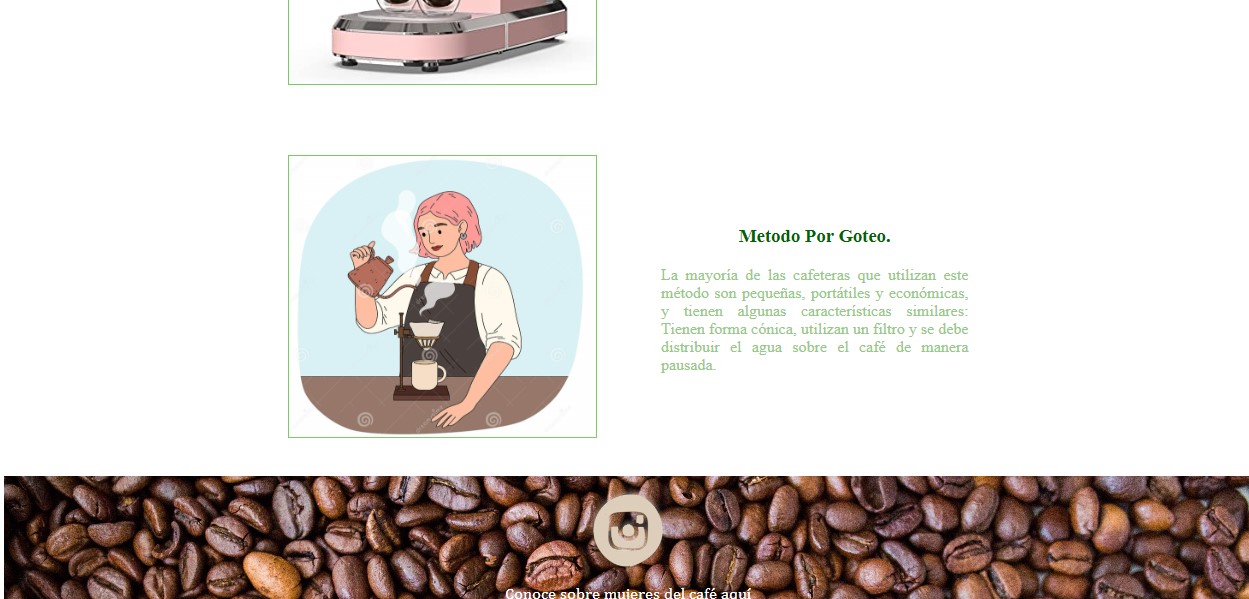 Metodo Por Goteo.
La mayoría de las cafeteras que utilizan este
método son pequeñas, portátiles y económicas,
y tienen algunas características similares:
Tienen forma cónica, utilizan un filtro y se debe
distribuir el agua sobre el café de manera
pausada.
Conoce sobre mujeres del café aquí